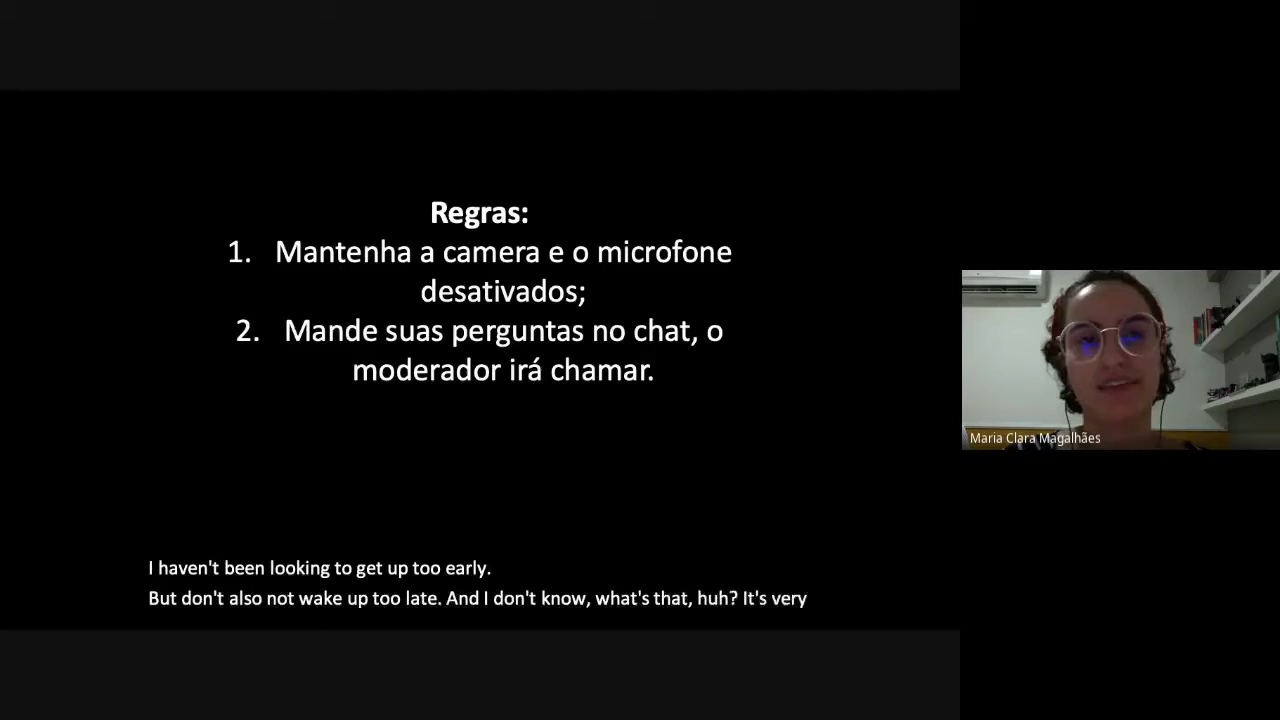 Regras:
1. Mantenha a camera e o microfone
desativados;
2. Mande suas perguntas no chat, o
moderador irá chamar.
Maria Clara Magalhães
I haven't been looking to get up too early.
But don't also not wake up too late. And I don't know, what's that, huh? It's very